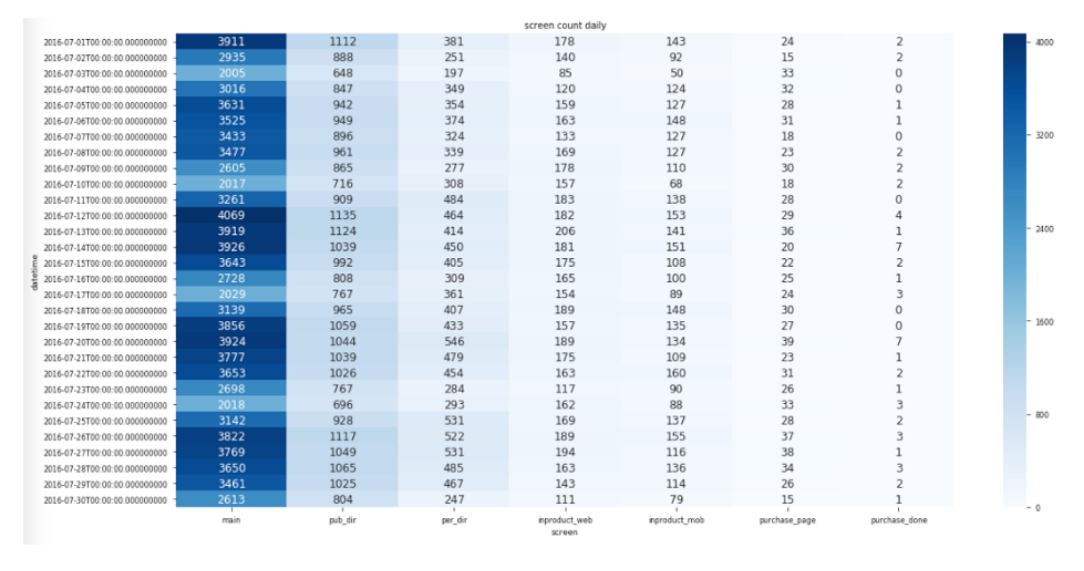 screen count daily
2016-07-01T00:00:00.000000000 3911 1112 381 178 143 24 2 4000
2016-07-02T00:00:00.000000000 2935 888 251 140 92 15 2
2016-07-03T00:00:00.000000000 2005 648 197 85 50 33 0
2016-07-04T00:00:00.000000000 3016 847 349 120 124 32 0
2016-07-05T00:00:00.000000000 3631 942 354 159 127 28 1
2016-07-06T00:00:00.000000000 3525 949 374 163 148 31 1
2016-07-07T00:00:00.000000000 3433 896 324 133 127 18 0 3200
2016-07-08T00:00:00.000000000 3477 961 339 169 127 23 2
2016-07-09T00:00:00.000000000 2605 865 277 178 110 30 2
2016-07-10T00:00:00.000000000 2017 716 308 157 68 18 2
2016-07-11T00:00:00.000000000 3261 909 484 183 138 28 0
2016-07-12T00:00:00.000000000 4069 1135 464 182 153 29 4
2016-07-13T00:00:00.000000000 3919 1124 414 206 141 36 1 2400
2016-07-14T00:00:00.000000000 3926 1039 450 181 151 20 7
2016-07-15T00:00:00.000000000 3643 992 405 175 108 22 2
datetime
2016-07-16T00:00:00.000000000 2728 808 309 165 100 25 1
2016-07-17T00:00:00.000000000 2029 767 361 154 89 24 3
2016-07-18T00:00:00.000000000 3139 965 407 189 148 30 0
2016-07-19T00:00:00.000000000 3856 1059 433 157 135 27 0 1600
2016-07-20T00:00:00.000000000 3924 1044 546 189 134 39 7
2016-07-21T00:00:00.000000000 3777 1039 479 175 109 23 1
2016-07-22T00:00:00.000000000 3653 1026 454 163 160 31 2
2016-07-23T00:00:00.000000000 2698 767 284 117 90 26 1
2016-07-24T00:00:00.000000000 2018 696 293 162 88 33 3
2016-07-25T00:00:00.000000000 3142 928 531 169 137 28 2 800
2016-07-26T00:00:00.000000000 3822 1117 522 189 155 37 3
2016-07-27T00:00:00.000000000 3769 1049 531 194 116 38 1
2016-07-28T00:00:00.000000000 3650 1065 485 163 136 34 3
2016-07-29T00:00:00.000000000 3461 1025 467 143 114 26 2
2016-07-30T00:00:00.000000000 2613 804 247 111 79 15 1 0
main pub_dir per_dir inproduct_web inproduct_mob purchase_page purchase_done
screen